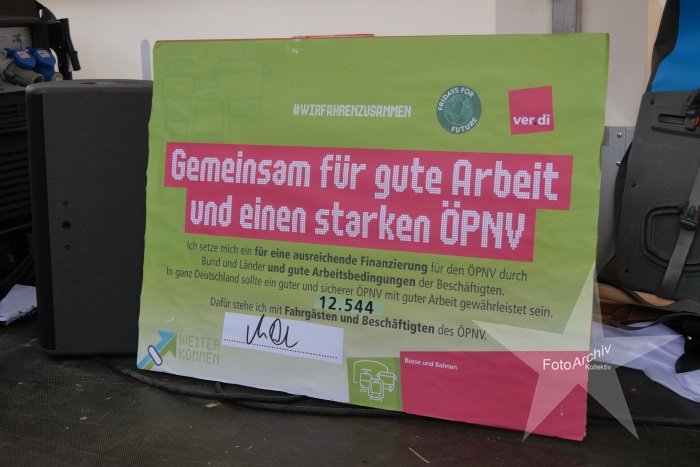 #WIRFAHRENZUSAMMEN
FRIDAYS FOR FUTURE
ver.di
Gemeinsam für gute Arbeit
und einen starken ÖPNV
Ich setze mich ein für eine ausreichende Finanzierung für den ÖPNV durch
Bund und Länder und gute Arbeitsbedingungen der Beschäftigten.
In ganz Deutschland sollte ein guter und sicherer ÖPNV mit guter Arbeit gewährleistet sein.
12.544
Dafür stehe ich mit Fahrgästen und Beschäftigten des ÖPNV.
WEITER
KOMMEN
Busse und Bahnen
FotoArchiv
Kollektiv